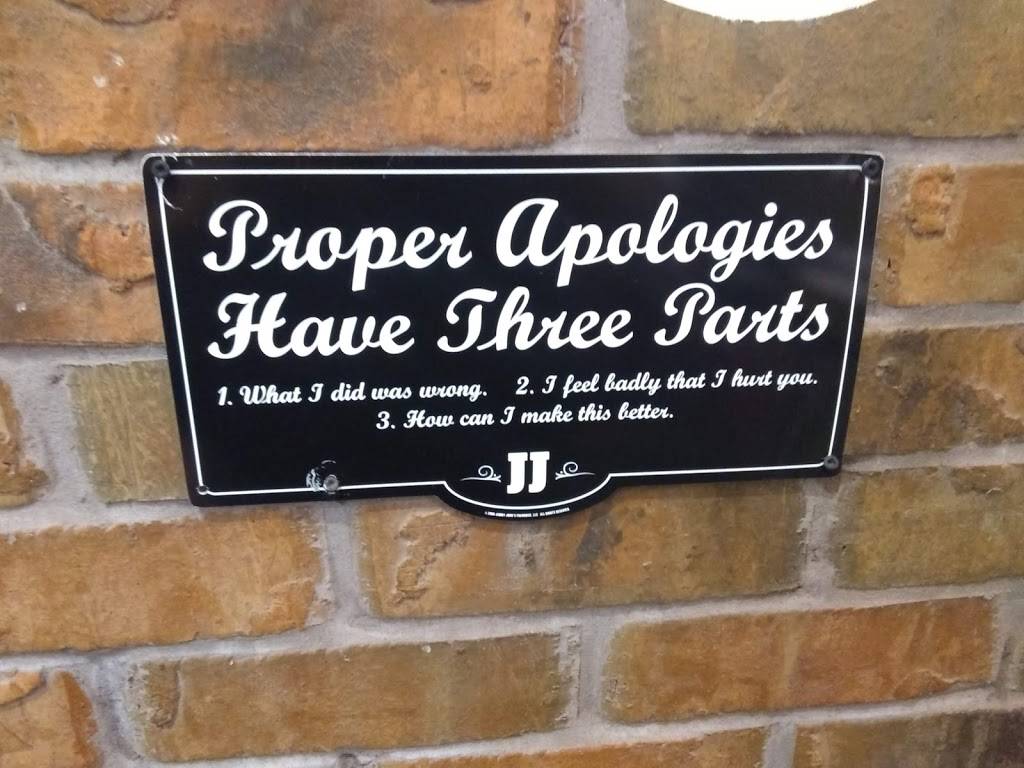 Proper Apologies
Have Three Parts
1. What I did was wrong. 2. I feel badly that I hurt you.
3. How can I make this better.
JJ